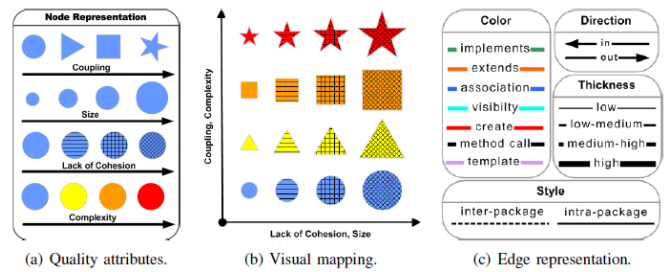 Node Representation
Coupling
Size
Lack of Cohesion
Complexity
(a) Quality attributes.
Coupling, Complexity
Lack of Cohesion, Size
(b) Visual mapping.
Color
implements
extends
association
visibilty
create
method call
template
Direction
in
out
Thickness
low
low-medium
medium-high
high
Style
inter-package intra-package
(c) Edge representation.